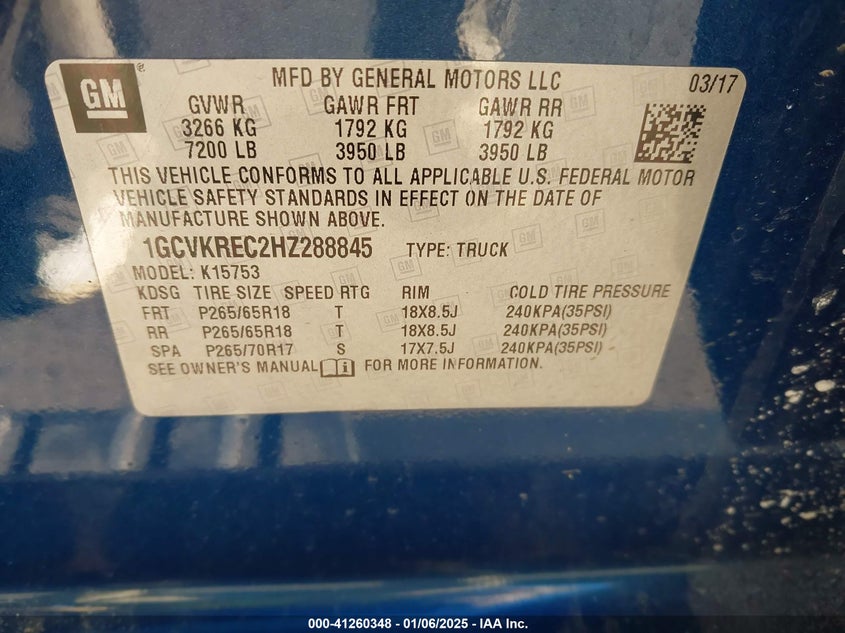 GM
MFD BY GENERAL MOTORS LLC 03/17
GVWR GAWR FRT GAWR RR
3266 KG 1792 KG 1792 KG
7200 LB 3950 LB 3950 LB
THIS VEHICLE CONFORMS TO ALL APPLICABLE U.S. FEDERAL MOTOR
VEHICLE SAFETY STANDARDS IN EFFECT ON THE DATE OF
MANUFACTURE SHOWN ABOVE.
1GCVKREC2HZ288845 TYPE: TRUCK
MODEL: K15753
KDSG TIRE SIZE SPEED RTG RIM COLD TIRE PRESSURE
FRT P265/65R18 T 18X8.5J 240KPA(35PSI)
RR P265/65R18 T 18X8.5J 240KPA(35PSI)
SPA P265/70R17 S 17X7.5J 240KPA(35PSI)
SEE OWNER'S MANUAL FOR MORE INFORMATION.
000-41260348 - 01/06/2025 - IAA Inc.